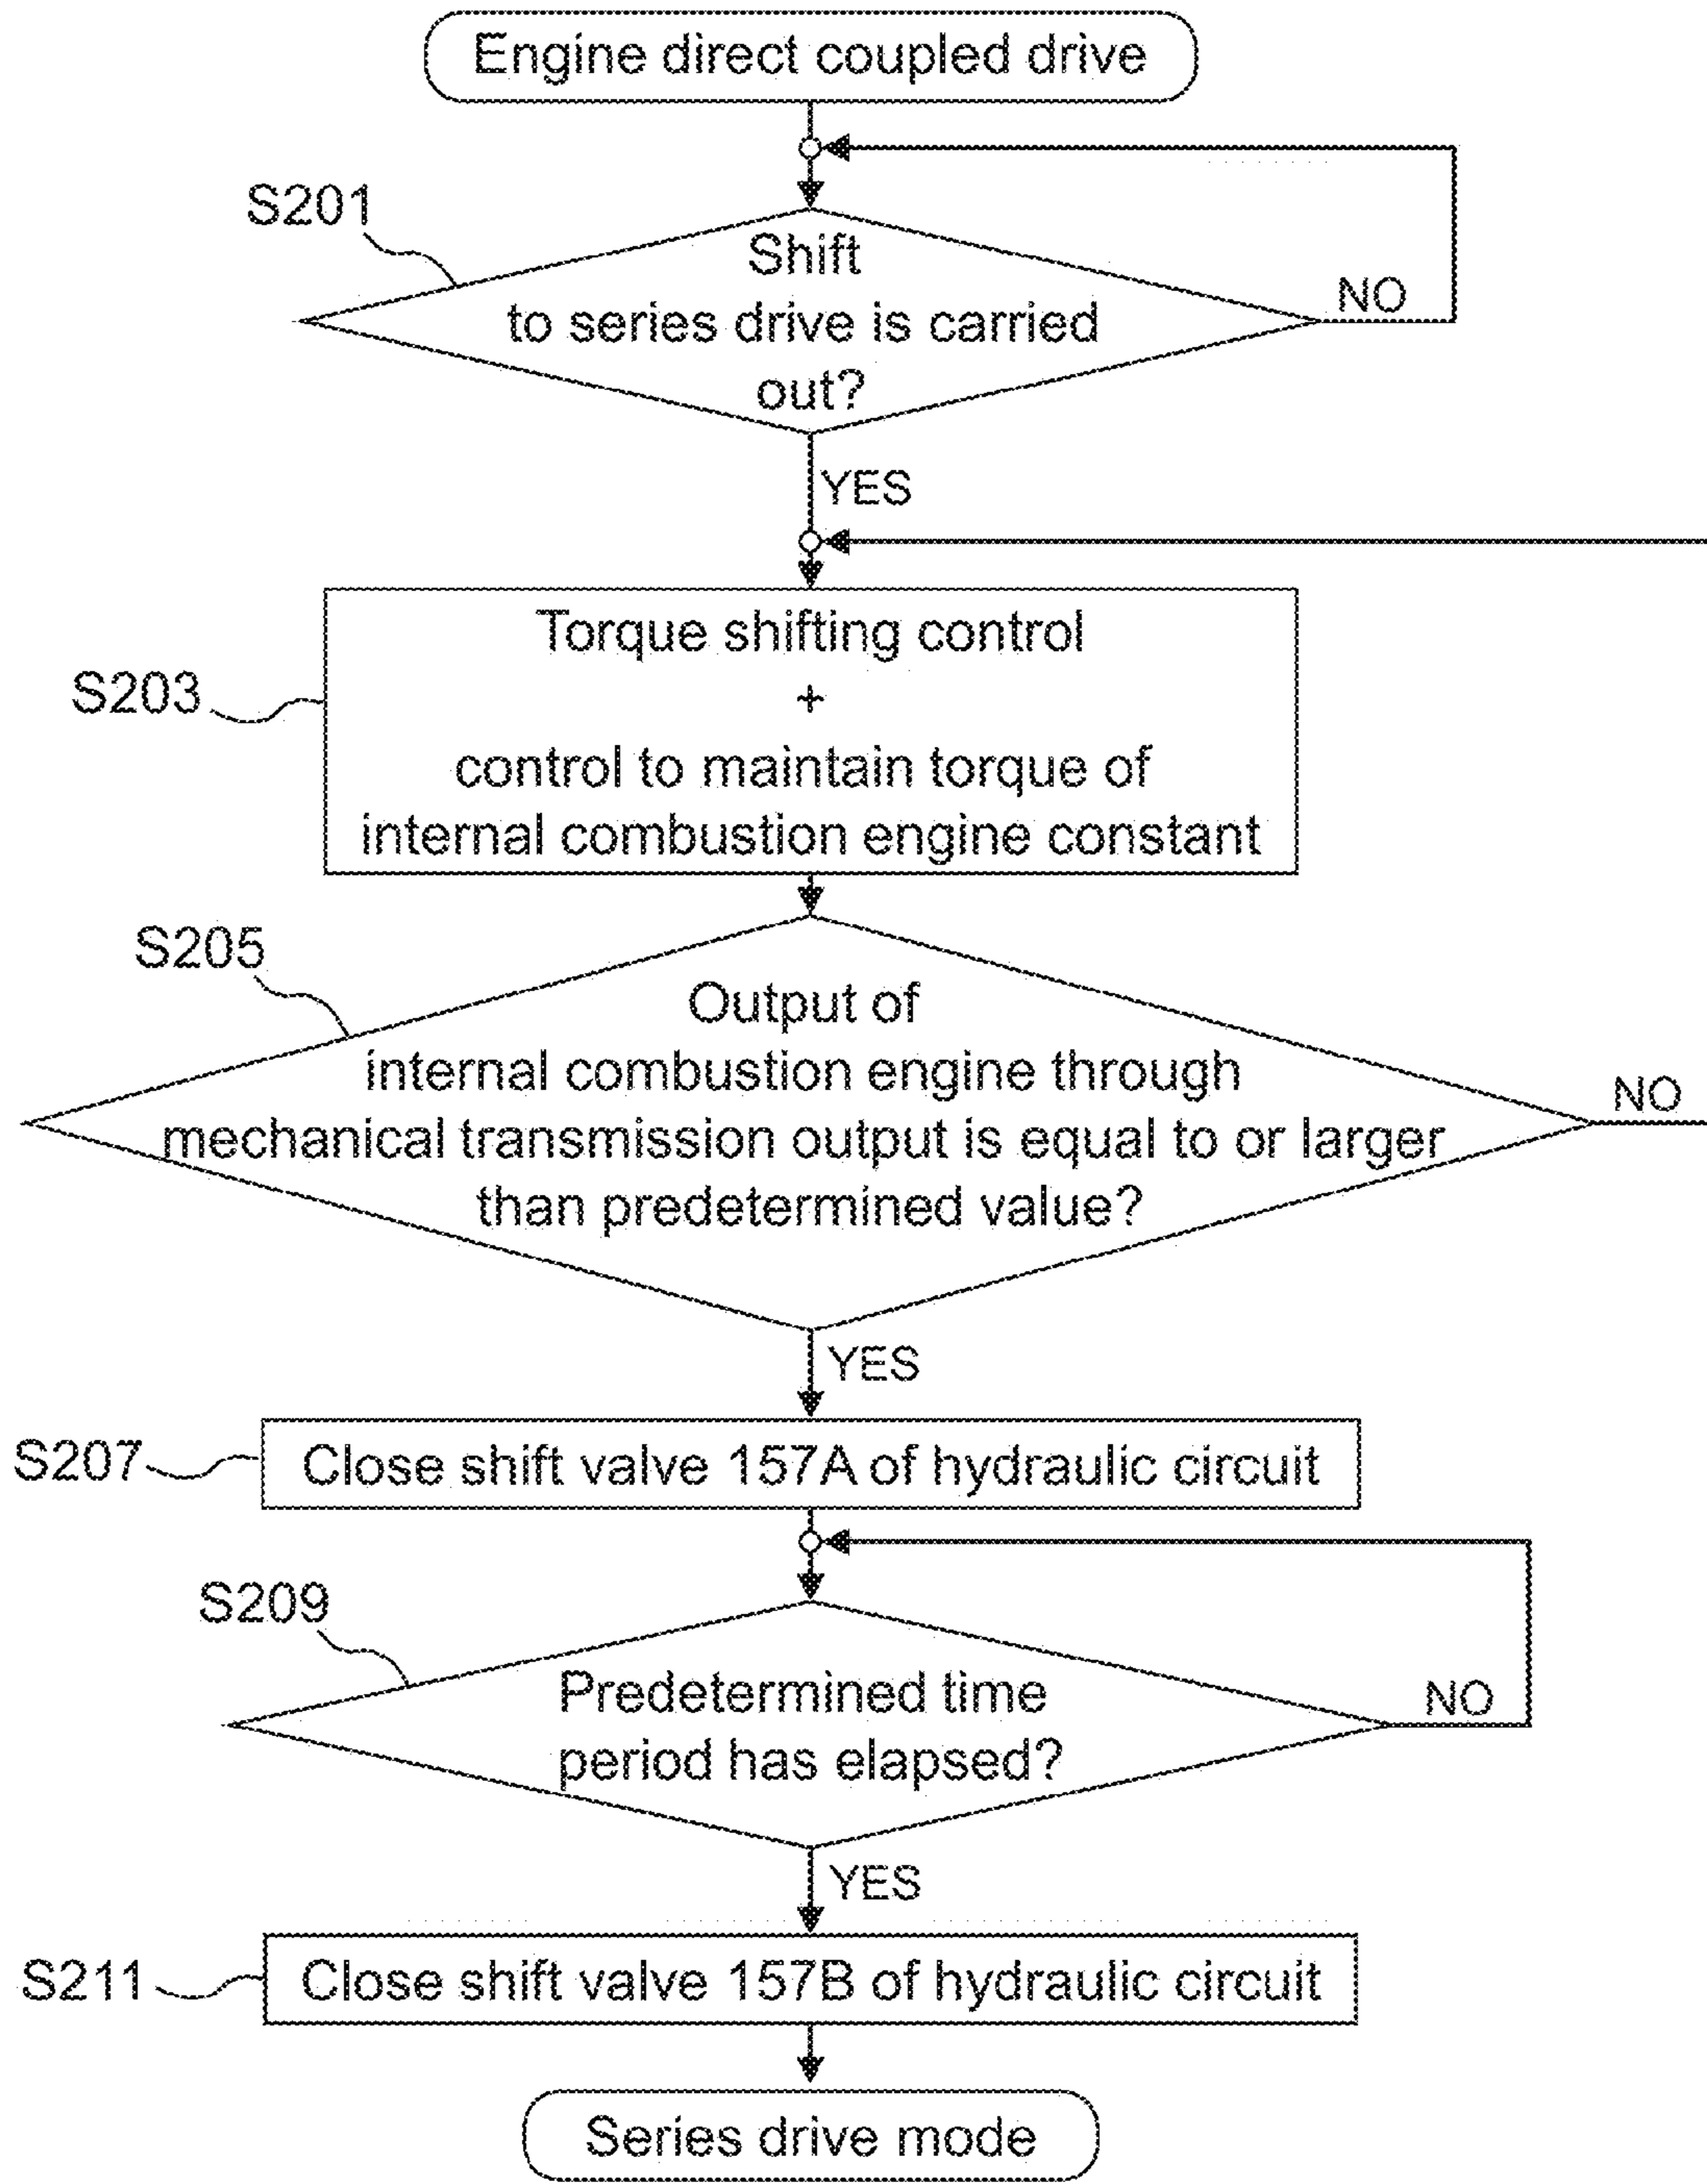 Engine direct coupled drive
S201
Shift
to series drive is carried
out?
NO
YES
S203
Torque shifting control
+
control to maintain torque of
internal combustion engine constant
S205
Output of
internal combustion engine through
mechanical transmission output is equal to or larger
than predetermined value?
NO
YES
S207
Close shift valve 157A of hydraulic circuit
S209
Predetermined time
period has elapsed?
NO
YES
S211
Close shift valve 157B of hydraulic circuit
Series drive mode